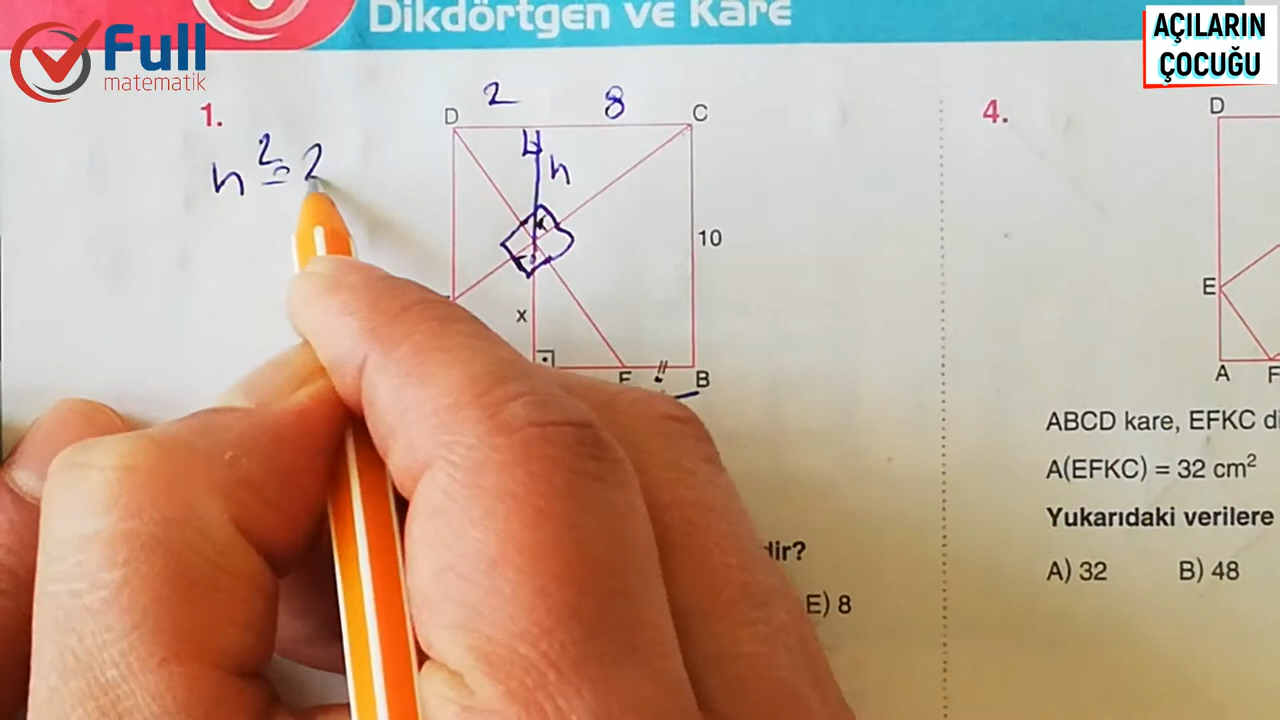 Dikdörtgen ve Kare
Full
matematik
AÇILARIN
ÇOCUĞU
1.
h² = 2
2 8
D C
h
10
x
F B
dir?
E) 8
4.
D
E
A F
ABCD kare, EFKC di
A(EFKC) = 32 cm²
Yukarıdaki verilere
A) 32 B) 48